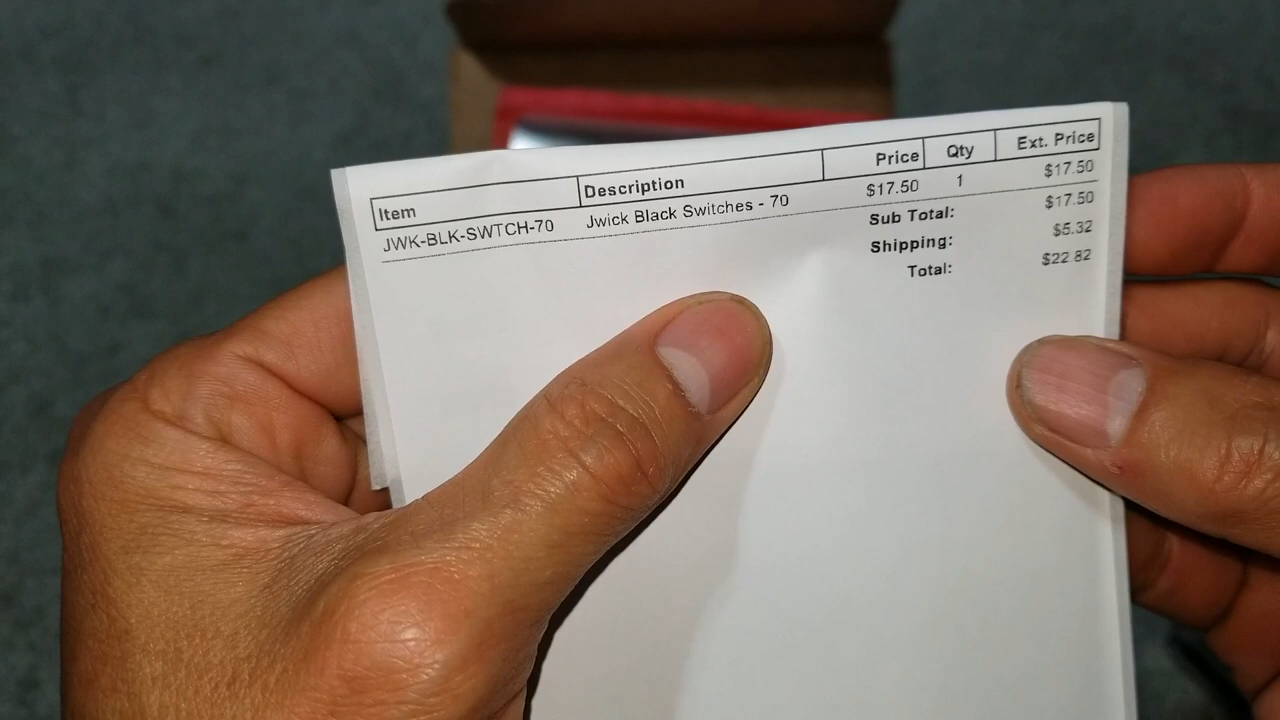 Item Description Price Qty Ext. Price
JWK-BLK-SWTCH-70 Jwick Black Switches - 70 $17.50 1 $17.50
Sub Total: $17.50
Shipping: $5.32
Total: $22.82